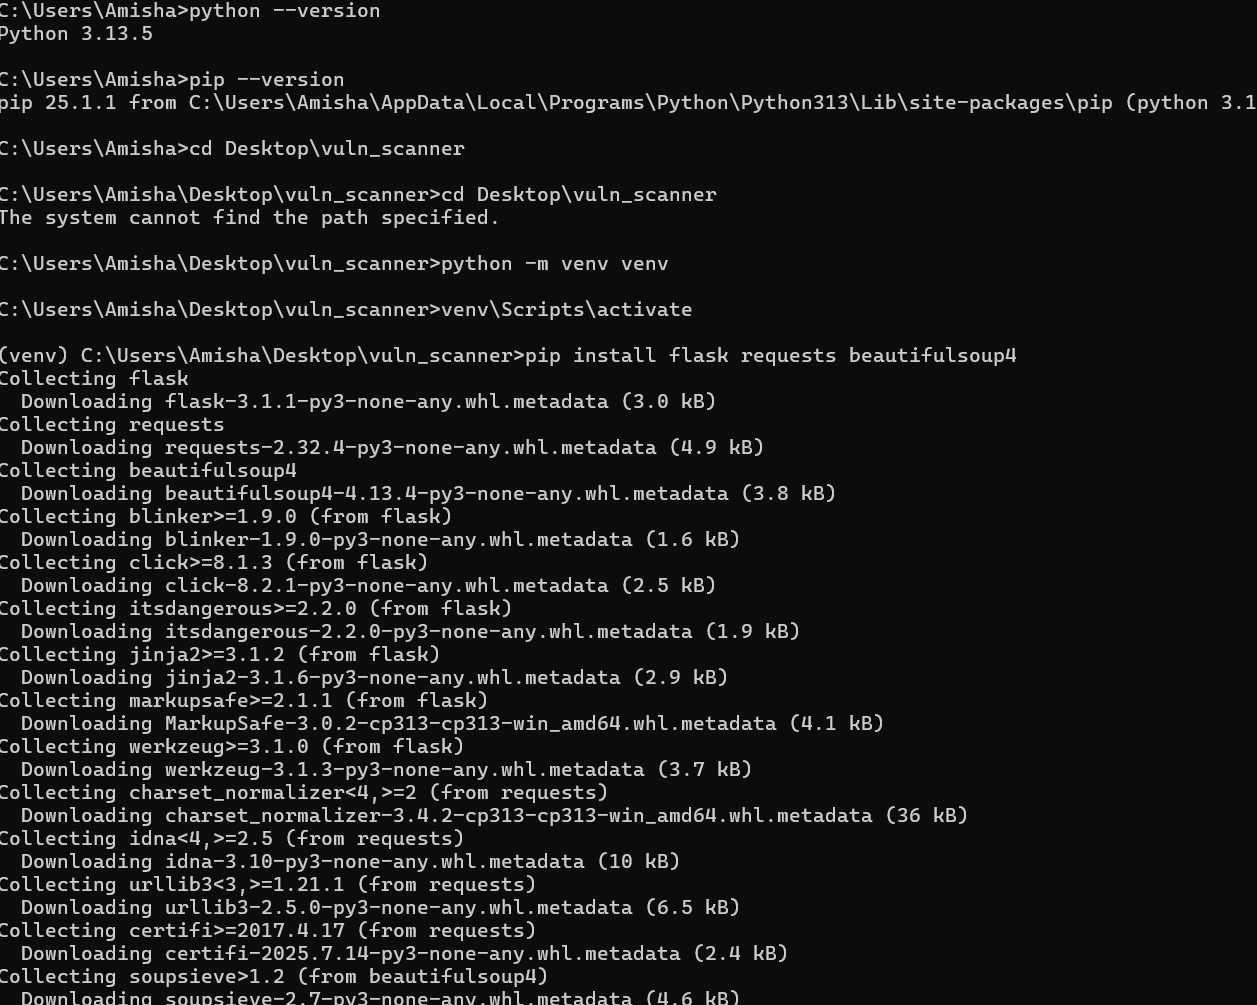 C:\Users\Amisha>python --version
Python 3.13.5
C:\Users\Amisha>pip --version
pip 25.1.1 from C:\Users\Amisha\AppData\Local\Programs\Python\Python313\Lib\site-packages\pip (python 3.1
C:\Users\Amisha>cd Desktop\vuln_scanner
C:\Users\Amisha\Desktop\vuln_scanner>cd Desktop\vuln_scanner
The system cannot find the path specified.
C:\Users\Amisha\Desktop\vuln_scanner>python -m venv venv
C:\Users\Amisha\Desktop\vuln_scanner>venv\Scripts\activate
(venv) C:\Users\Amisha\Desktop\vuln_scanner>pip install flask requests beautifulsoup4
Collecting flask
  Downloading flask-3.1.1-py3-none-any.whl.metadata (3.0 kB)
Collecting requests
  Downloading requests-2.32.4-py3-none-any.whl.metadata (4.9 kB)
Collecting beautifulsoup4
  Downloading beautifulsoup4-4.13.4-py3-none-any.whl.metadata (3.8 kB)
Collecting blinker>=1.9.0 (from flask)
  Downloading blinker-1.9.0-py3-none-any.whl.metadata (1.6 kB)
Collecting click>=8.1.3 (from flask)
  Downloading click-8.2.1-py3-none-any.whl.metadata (2.5 kB)
Collecting itsdangerous>=2.2.0 (from flask)
  Downloading itsdangerous-2.2.0-py3-none-any.whl.metadata (1.9 kB)
Collecting jinja2>=3.1.2 (from flask)
  Downloading jinja2-3.1.6-py3-none-any.whl.metadata (2.9 kB)
Collecting markupsafe>=2.1.1 (from flask)
  Downloading MarkupSafe-3.0.2-cp313-cp313-win_amd64.whl.metadata (4.1 kB)
Collecting werkzeug>=3.1.0 (from flask)
  Downloading werkzeug-3.1.3-py3-none-any.whl.metadata (3.7 kB)
Collecting charset_normalizer<4,>=2 (from requests)
  Downloading charset_normalizer-3.4.2-cp313-cp313-win_amd64.whl.metadata (36 kB)
Collecting idna<4,>=2.5 (from requests)
  Downloading idna-3.10-py3-none-any.whl.metadata (10 kB)
Collecting urllib3<3,>=1.21.1 (from requests)
  Downloading urllib3-2.5.0-py3-none-any.whl.metadata (6.5 kB)
Collecting certifi>=2017.4.17 (from requests)
  Downloading certifi-2025.7.14-py3-none-any.whl.metadata (2.4 kB)
Collecting soupsieve>1.2 (from beautifulsoup4)
  Downloading soupsieve-2.7-py3-none-any.whl.metadata (4.6 kB)